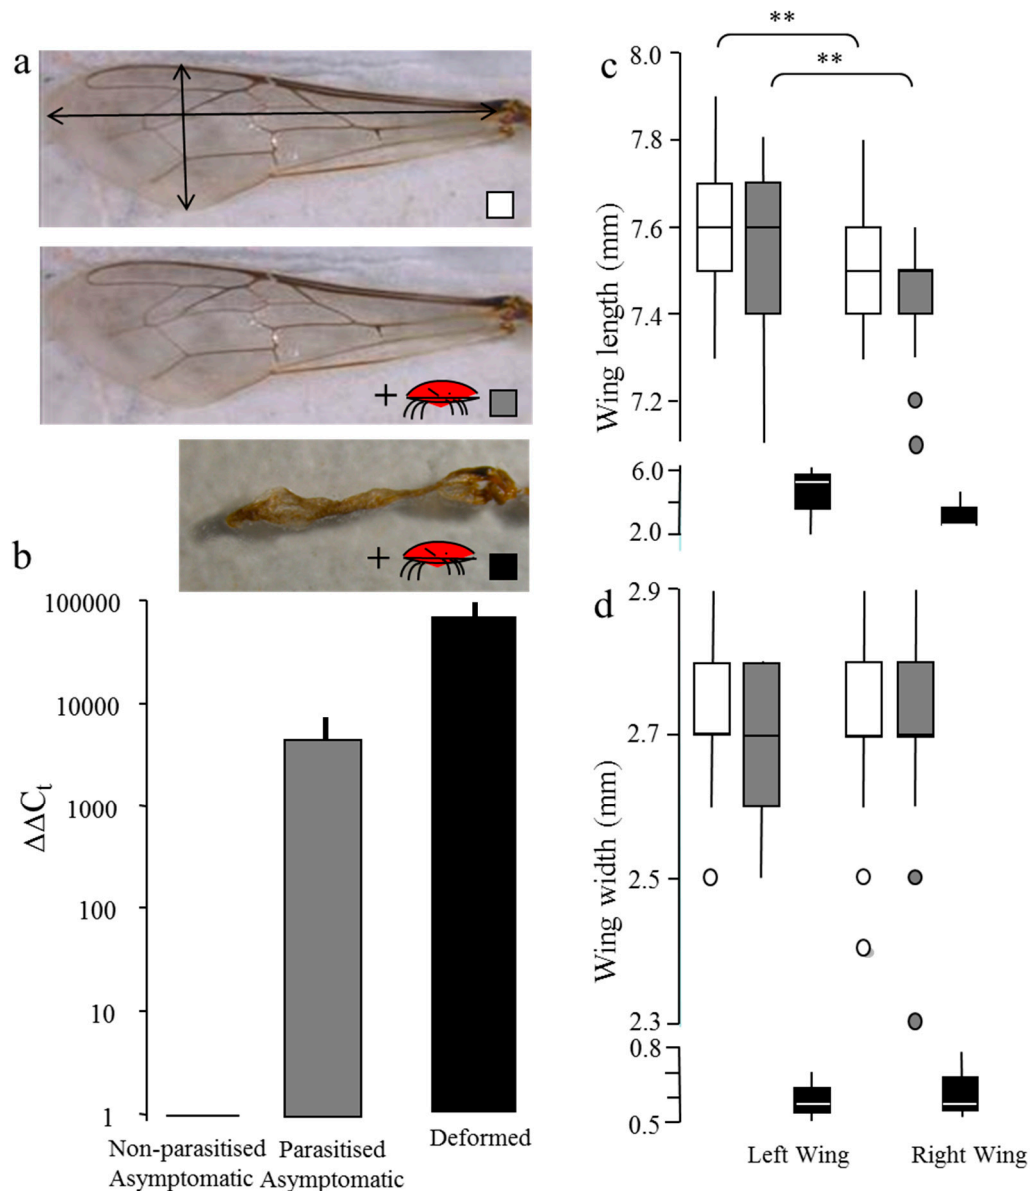 a
+
+
b
100000
10000
1000
100
10
1
ΔΔCt
Non-parasitised
Asymptomatic
Parasitised
Asymptomatic
Deformed
c
**
**
8.0
7.8
7.6
7.4
7.2
6.0
2.0
Wing length (mm)
d
2.9
2.7
2.5
2.3
0.8
0.5
Wing width (mm)
Left Wing
Right Wing